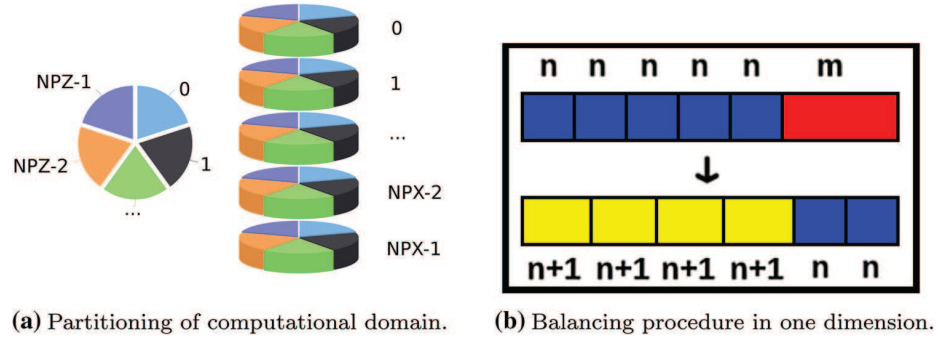 NPZ-1
0
NPZ-2
1
...
0
1
...
NPX-2
NPX-1
n n n n n m
n+1 n+1 n+1 n+1 n n
(a) Partitioning of computational domain.
(b) Balancing procedure in one dimension.